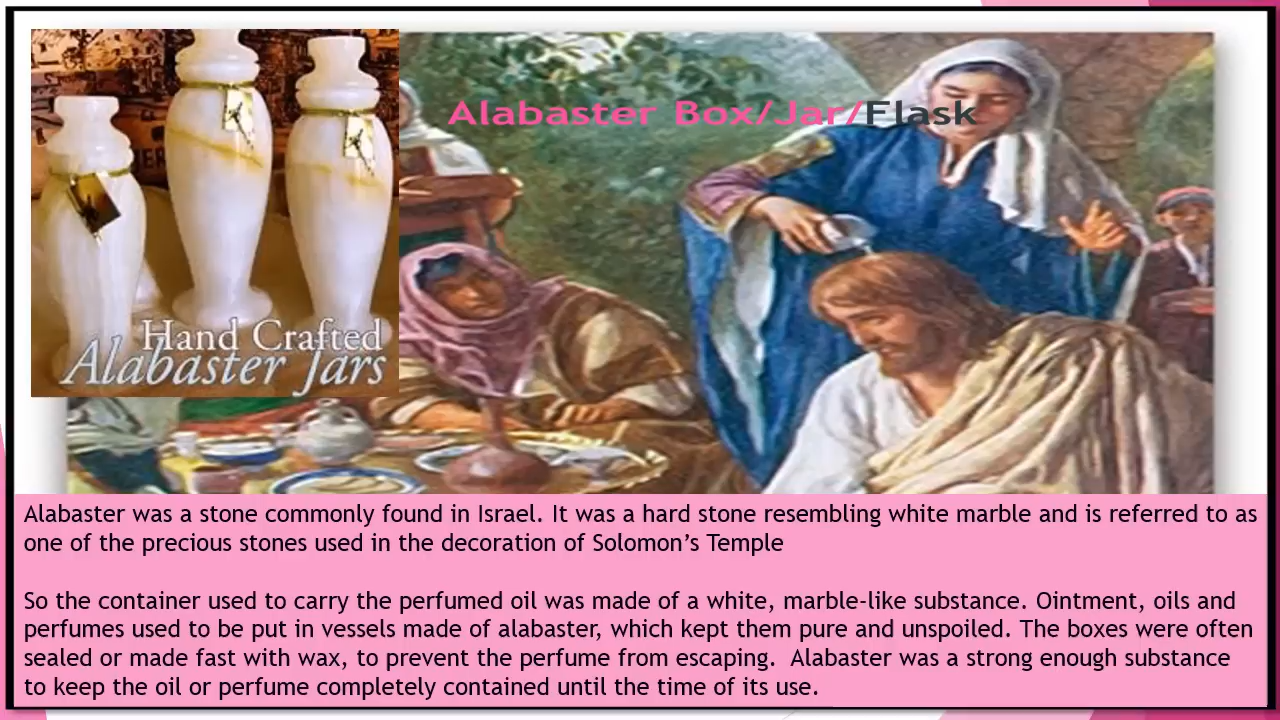 Alabaster Box/Jar/Flask
Hand Crafted
Alabaster Jars
Alabaster was a stone commonly found in Israel. It was a hard stone resembling white marble and is referred to as
one of the precious stones used in the decoration of Solomon’s Temple
So the container used to carry the perfumed oil was made of a white, marble-like substance. Ointment, oils and
perfumes used to be put in vessels made of alabaster, which kept them pure and unspoiled. The boxes were often
sealed or made fast with wax, to prevent the perfume from escaping.  Alabaster was a strong enough substance
to keep the oil or perfume completely contained until the time of its use.